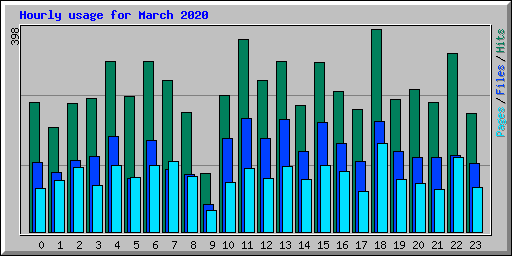 Hourly usage for March 2020
398
Pages / Files / Hits
0 1 2 3 4 5 6 7 8 9 10 11 12 13 14 15 16 17 18 19 20 21 22 23